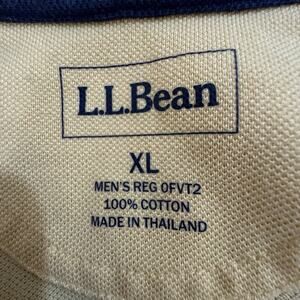 L.L.Bean
XL
MEN'S REG 0FVT2
100% COTTON
MADE IN THAILAND